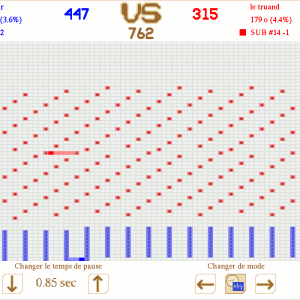 r 447 VS 315 le truand
(3.6%) 179 o (4.4%)
2 762 SUB #14 -1
Changer le temps de pause Changer de mode
0.85 sec